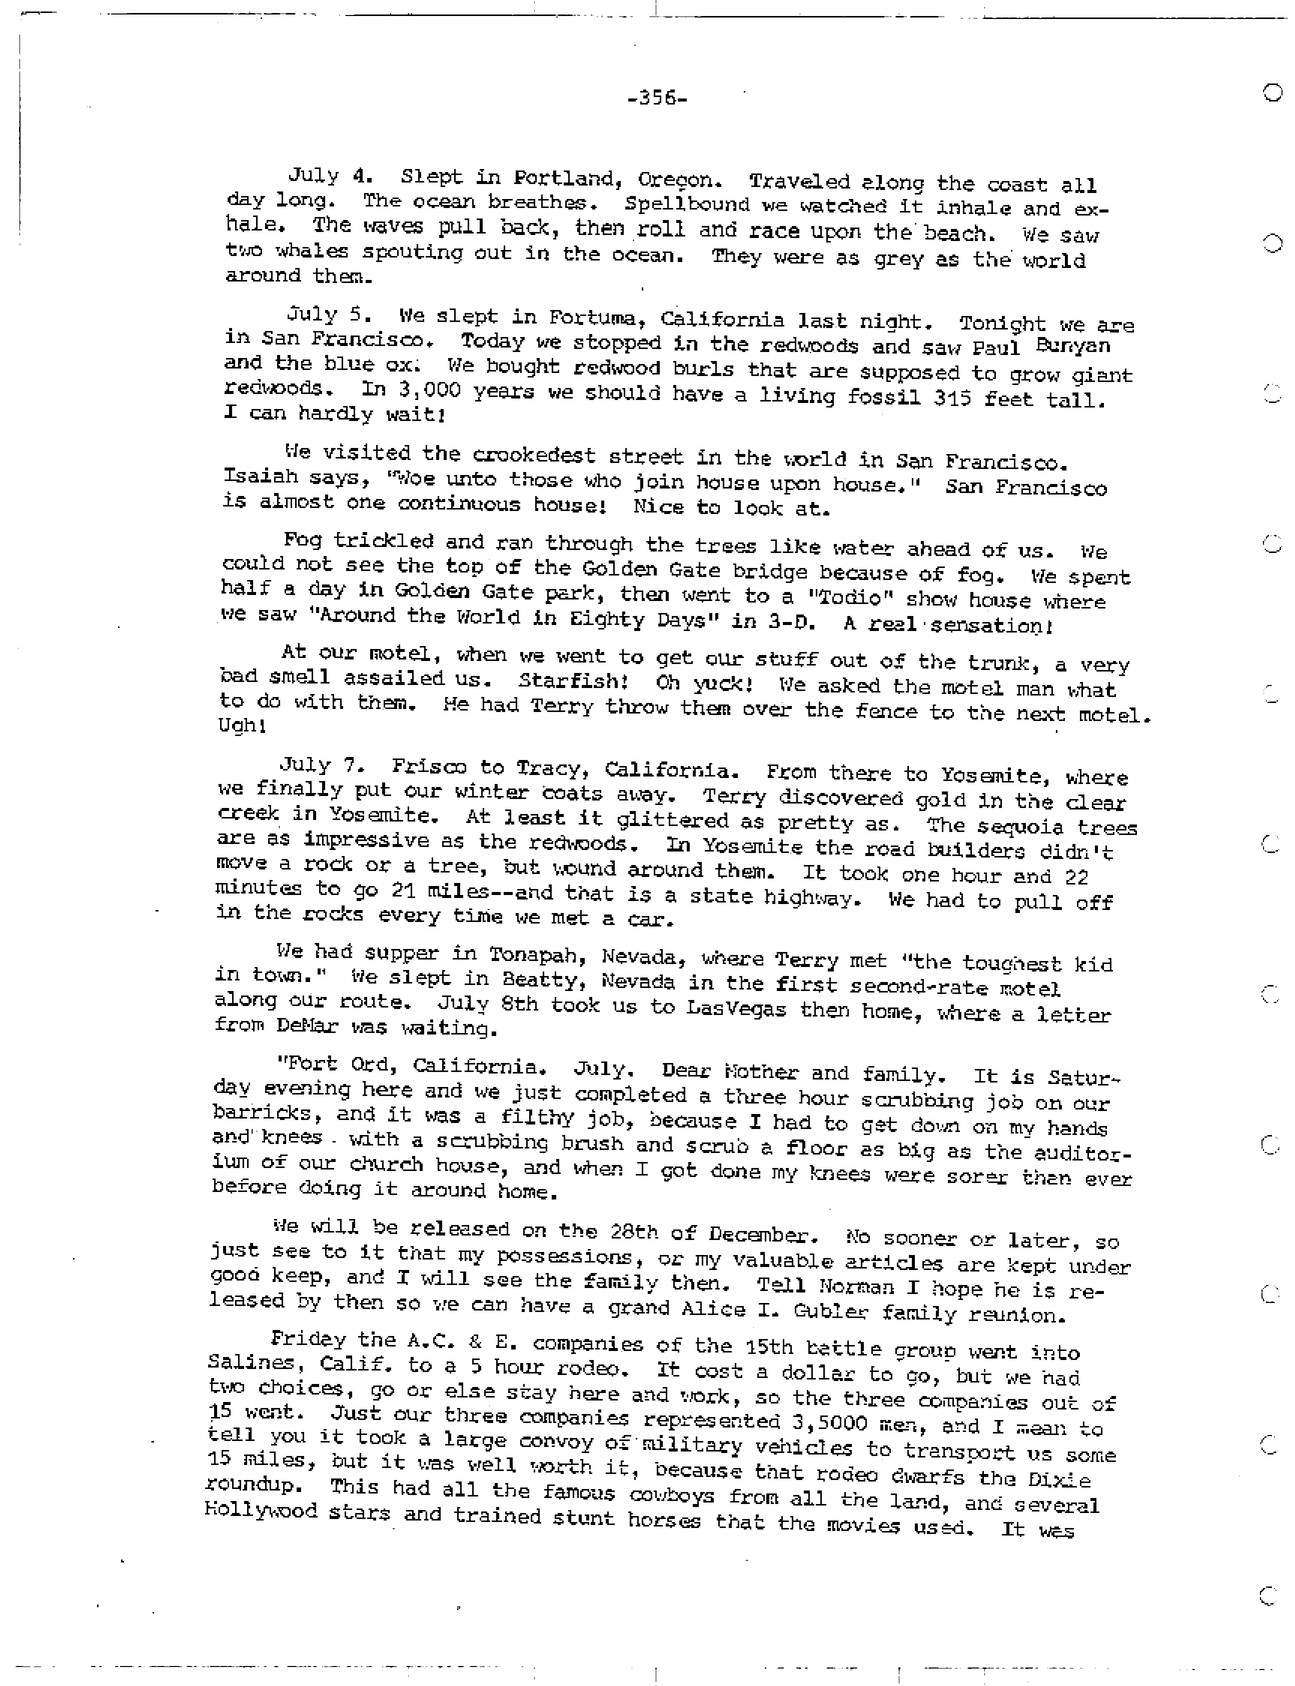 -356-
July 4. Slept in Portland, Oregon. Traveled along the coast all
day long. The ocean breathes. Spellbound we watched it inhale and ex-
hale. The waves pull back, then roll and race upon the beach. We saw
two whales spouting out in the ocean. They were as grey as the world
around them.
July 5. We slept in Fortuma, California last night. Tonight we are
in San Francisco. Today we stopped in the redwoods and saw Paul Bunyan
and the blue ox. We bought redwood burls that are supposed to grow giant
redwoods. In 3,000 years we should have a living fossil 315 feet tall.
I can hardly wait!
We visited the crookedest street in the world in San Francisco.
Isaiah says, "Woe unto those who join house upon house." San Francisco
is almost one continuous house! Nice to look at.
Fog trickled and ran through the trees like water ahead of us. We
could not see the top of the Golden Gate bridge because of fog. We spent
half a day in Golden Gate park, then went to a "Todio" show house where
we saw "Around the World in Eighty Days" in 3-D. A real sensation!
At our motel, when we went to get our stuff out of the trunk, a very
bad smell assailed us. Starfish! Oh yuck! We asked the motel man what
to do with them. He had Terry throw them over the fence to the next motel.
Ugh!
July 7. Frisco to Tracy, California. From there to Yosemite, where
we finally put our winter coats away. Terry discovered gold in the clear
creek in Yosemite. At least it glittered as pretty as. The sequoia trees
are as impressive as the redwoods. In Yosemite the road builders didn't
move a rock or a tree, but wound around them. It took one hour and 22
minutes to go 21 miles--and that is a state highway. We had to pull off
in the rocks every time we met a car.
We had supper in Tonapah, Nevada, where Terry met "the toughest kid
in town." We slept in Beatty, Nevada in the first second-rate motel
along our route. July 8th took us to LasVegas then home, where a letter
from DeMar was waiting.
"Fort Ord, California. July. Dear Mother and family. It is Satur-
day evening here and we just completed a three hour scrubbing job on our
barricks, and it was a filthy job, because I had to get down on my hands
and knees with a scrubbing brush and scrub a floor as big as the auditor-
ium of our church house, and when I got done my knees were sorer than ever
before doing it around home.
We will be released on the 28th of December. No sooner or later, so
just see to it that my possessions, or my valuable articles are kept under
good keep, and I will see the family then. Tell Norman I hope he is re-
leased by then so we can have a grand Alice I. Gubler family reunion.
Friday the A.C. & E. companies of the 15th battle group went into
Salines, Calif. to a 5 hour rodeo. It cost a dollar to go, but we had
two choices, go or else stay here and work, so the three companies out of
15 went. Just our three companies represented 3,5000 men, and I mean to
tell you it took a large convoy of military vehicles to transport us some
15 miles, but it was well worth it, because that rodeo dwarfs the Dixie
roundup. This had all the famous cowboys from all the land, and several
Hollywood stars and trained stunt horses that the movies used. It was